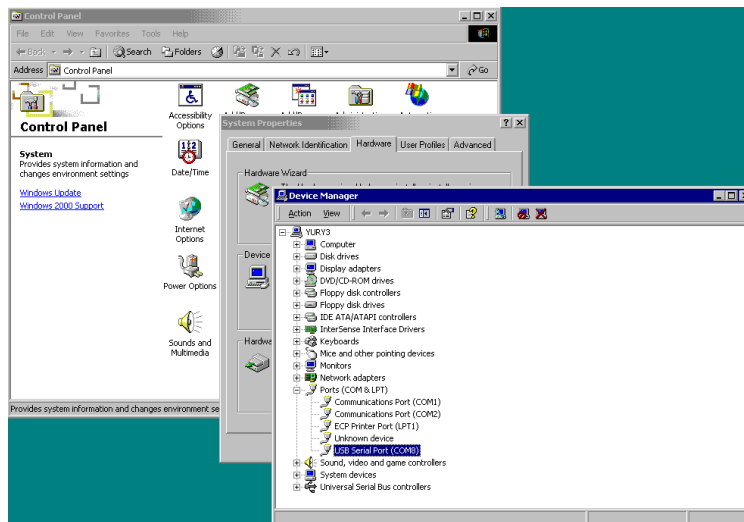 Control Panel
File Edit View Favorites Tools Help
Back Search Folders
Address Control Panel Go
Control Panel
System
Provides system information and
changes environment settings
Windows Update
Windows 2000 Support
Accessibility
Options
Date/Time
Internet
Options
Power Options
Sounds and
Multimedia
Provides system information and changes environment se
System Properties
General Network Identification Hardware User Profiles Advanced
Hardware Wizard
Device
Hardwa
Device Manager
Action View
YURY3
Computer
Disk drives
Display adapters
DVD/CD-ROM drives
Floppy disk controllers
Floppy disk drives
IDE ATA/ATAPI controllers
InterSense Interface Drivers
Keyboards
Mice and other pointing devices
Monitors
Network adapters
Ports (COM & LPT)
Communications Port (COM1)
Communications Port (COM2)
ECP Printer Port (LPT1)
Unknown device
USB Serial Port (COM8)
Sound, video and game controllers
System devices
Universal Serial Bus controllers